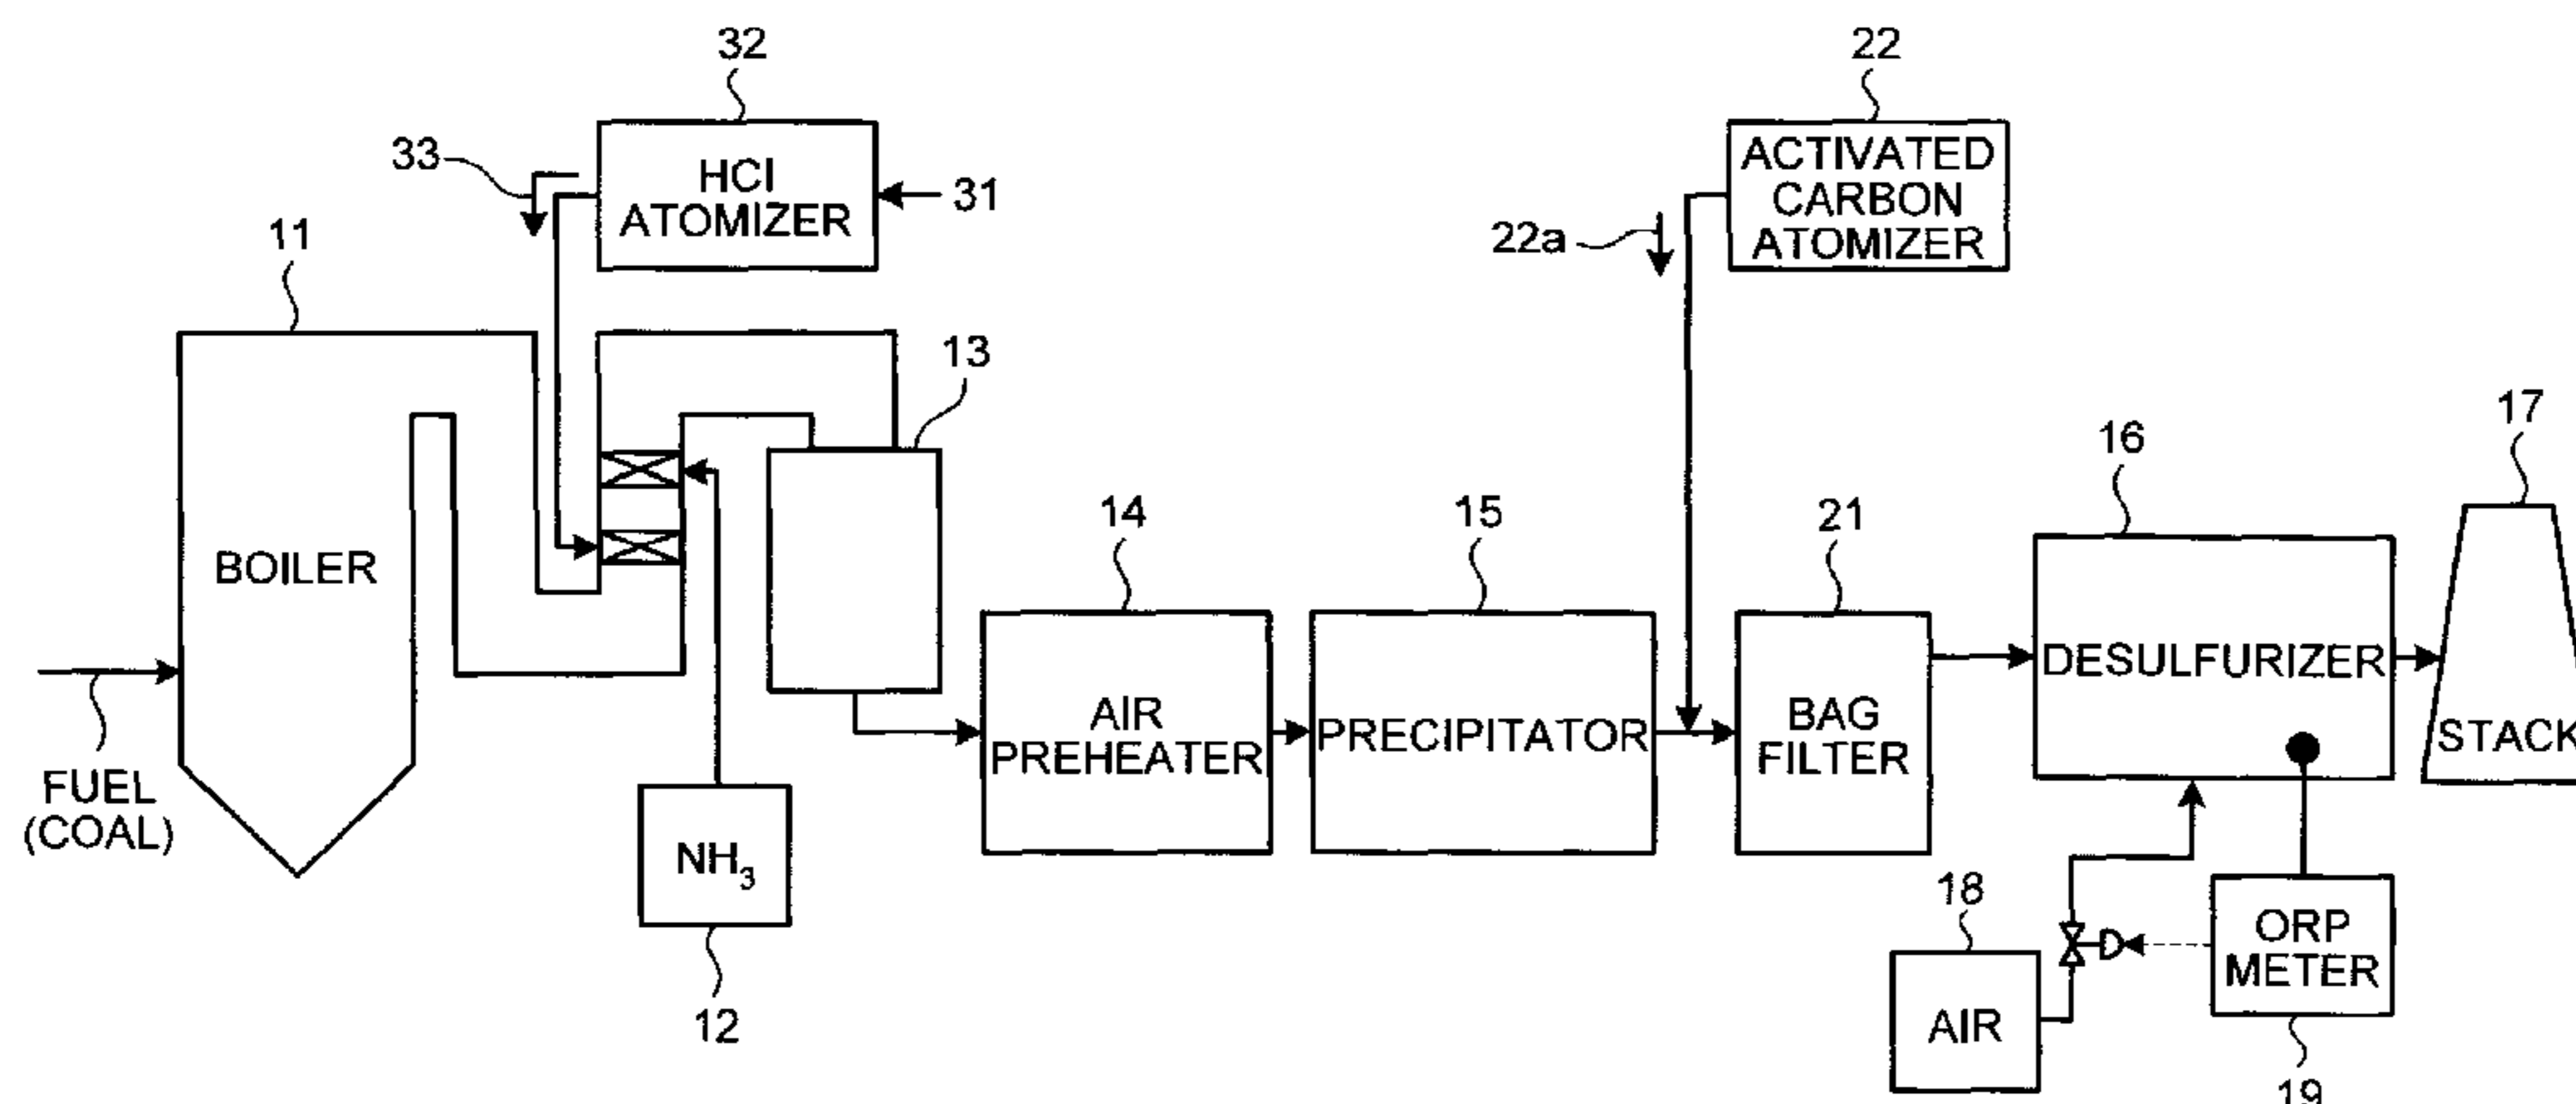 32
22
33
HCl
ATOMIZER
31
ACTIVATED
CARBON
ATOMIZER
22a
11
13
17
16
14
15
21
BOILER
DESULFURIZER
AIR
PREHEATER
PRECIPITATOR
BAG
FILTER
STACK
FUEL
(COAL)
NH3
18
ORP
METER
AIR
12
19